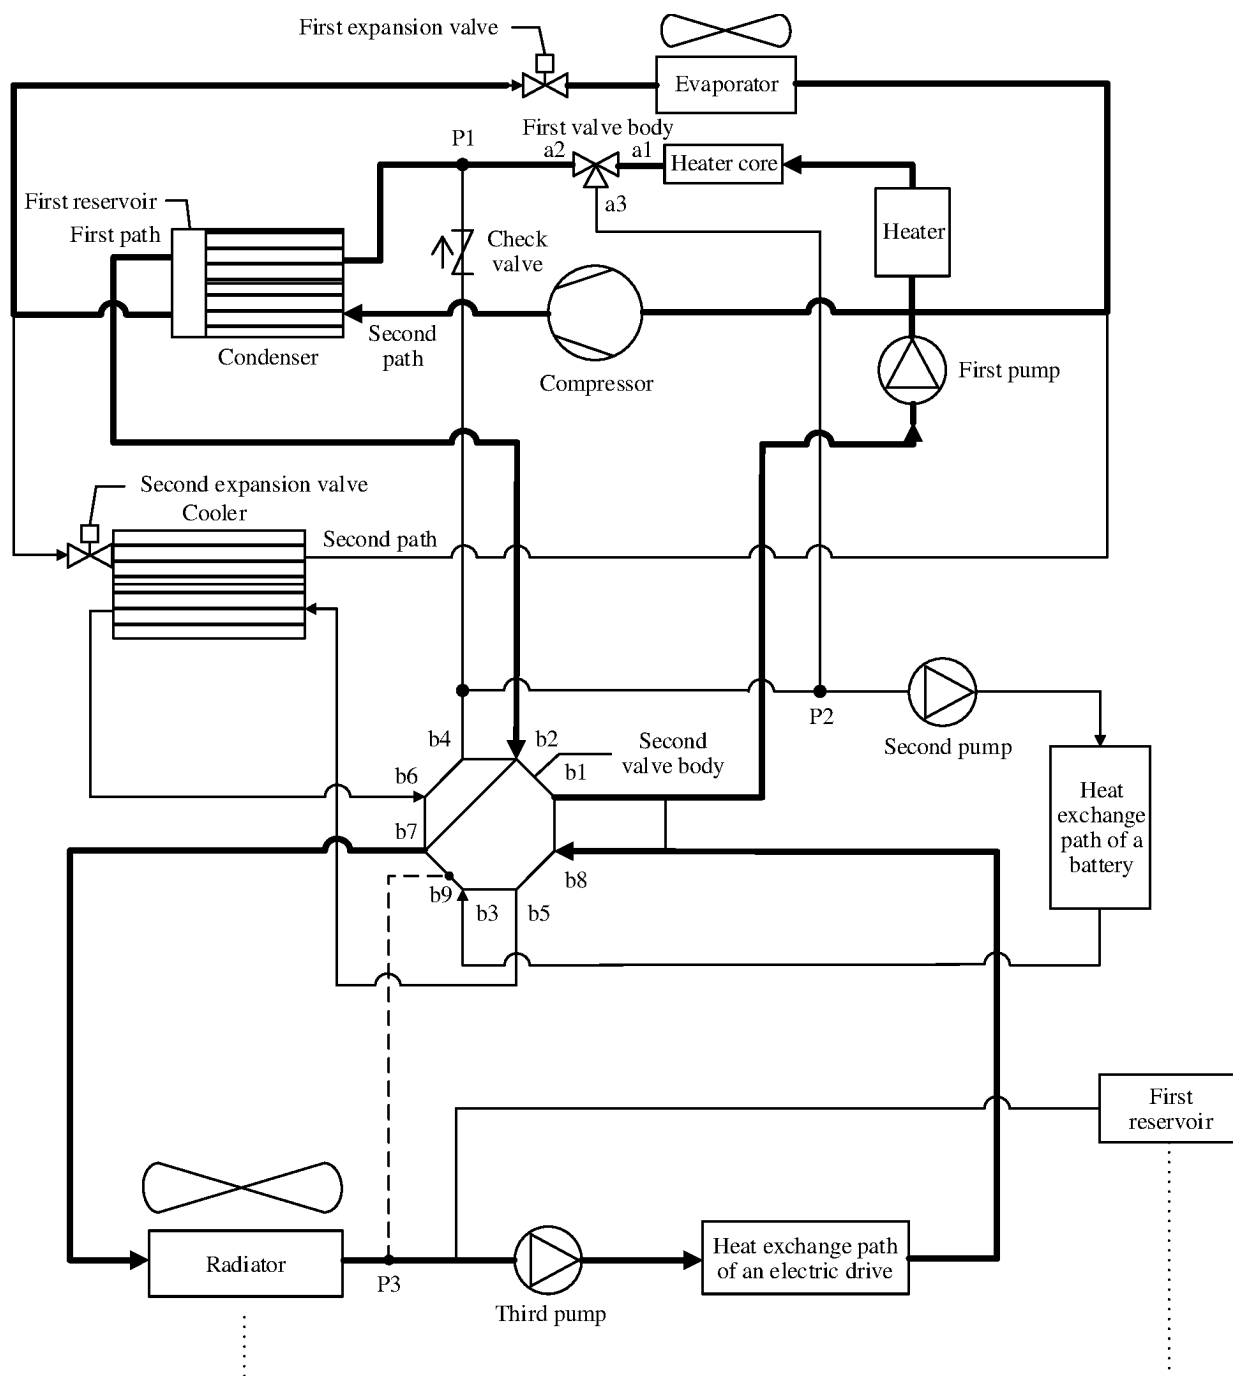 First expansion valve
Evaporator
P1
First valve body
a2
a1
Heater core
a3
First reservoir
First path
Check
valve
Heater
Second
path
Condenser
Compressor
First pump
Second expansion valve
Cooler
Second path
P2
Second pump
b4
b2
Second
valve body
b1
b6
b7
Heat
exchange
path of a
battery
b8
b9
b3
b5
First
reservoir
Radiator
P3
Third pump
Heat exchange path
of an electric drive